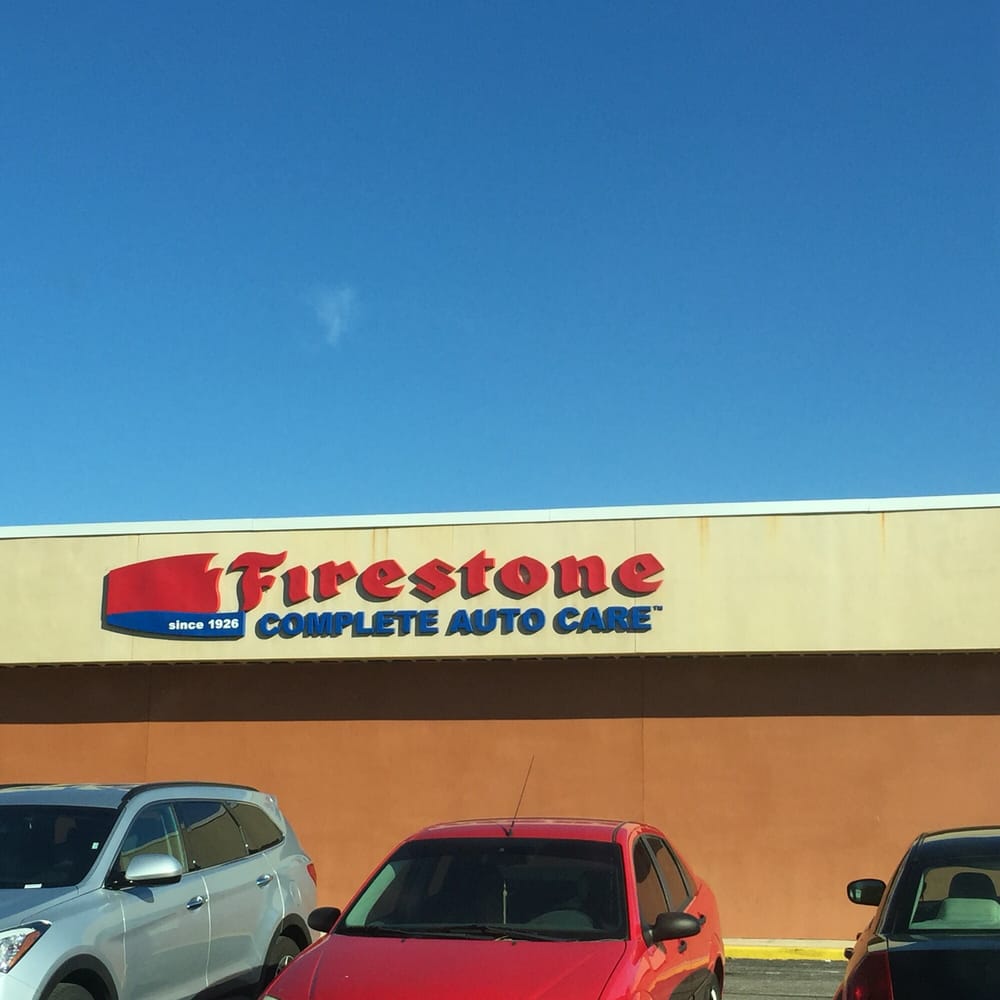 Firestone
since 1926
COMPLETE AUTO CARE™